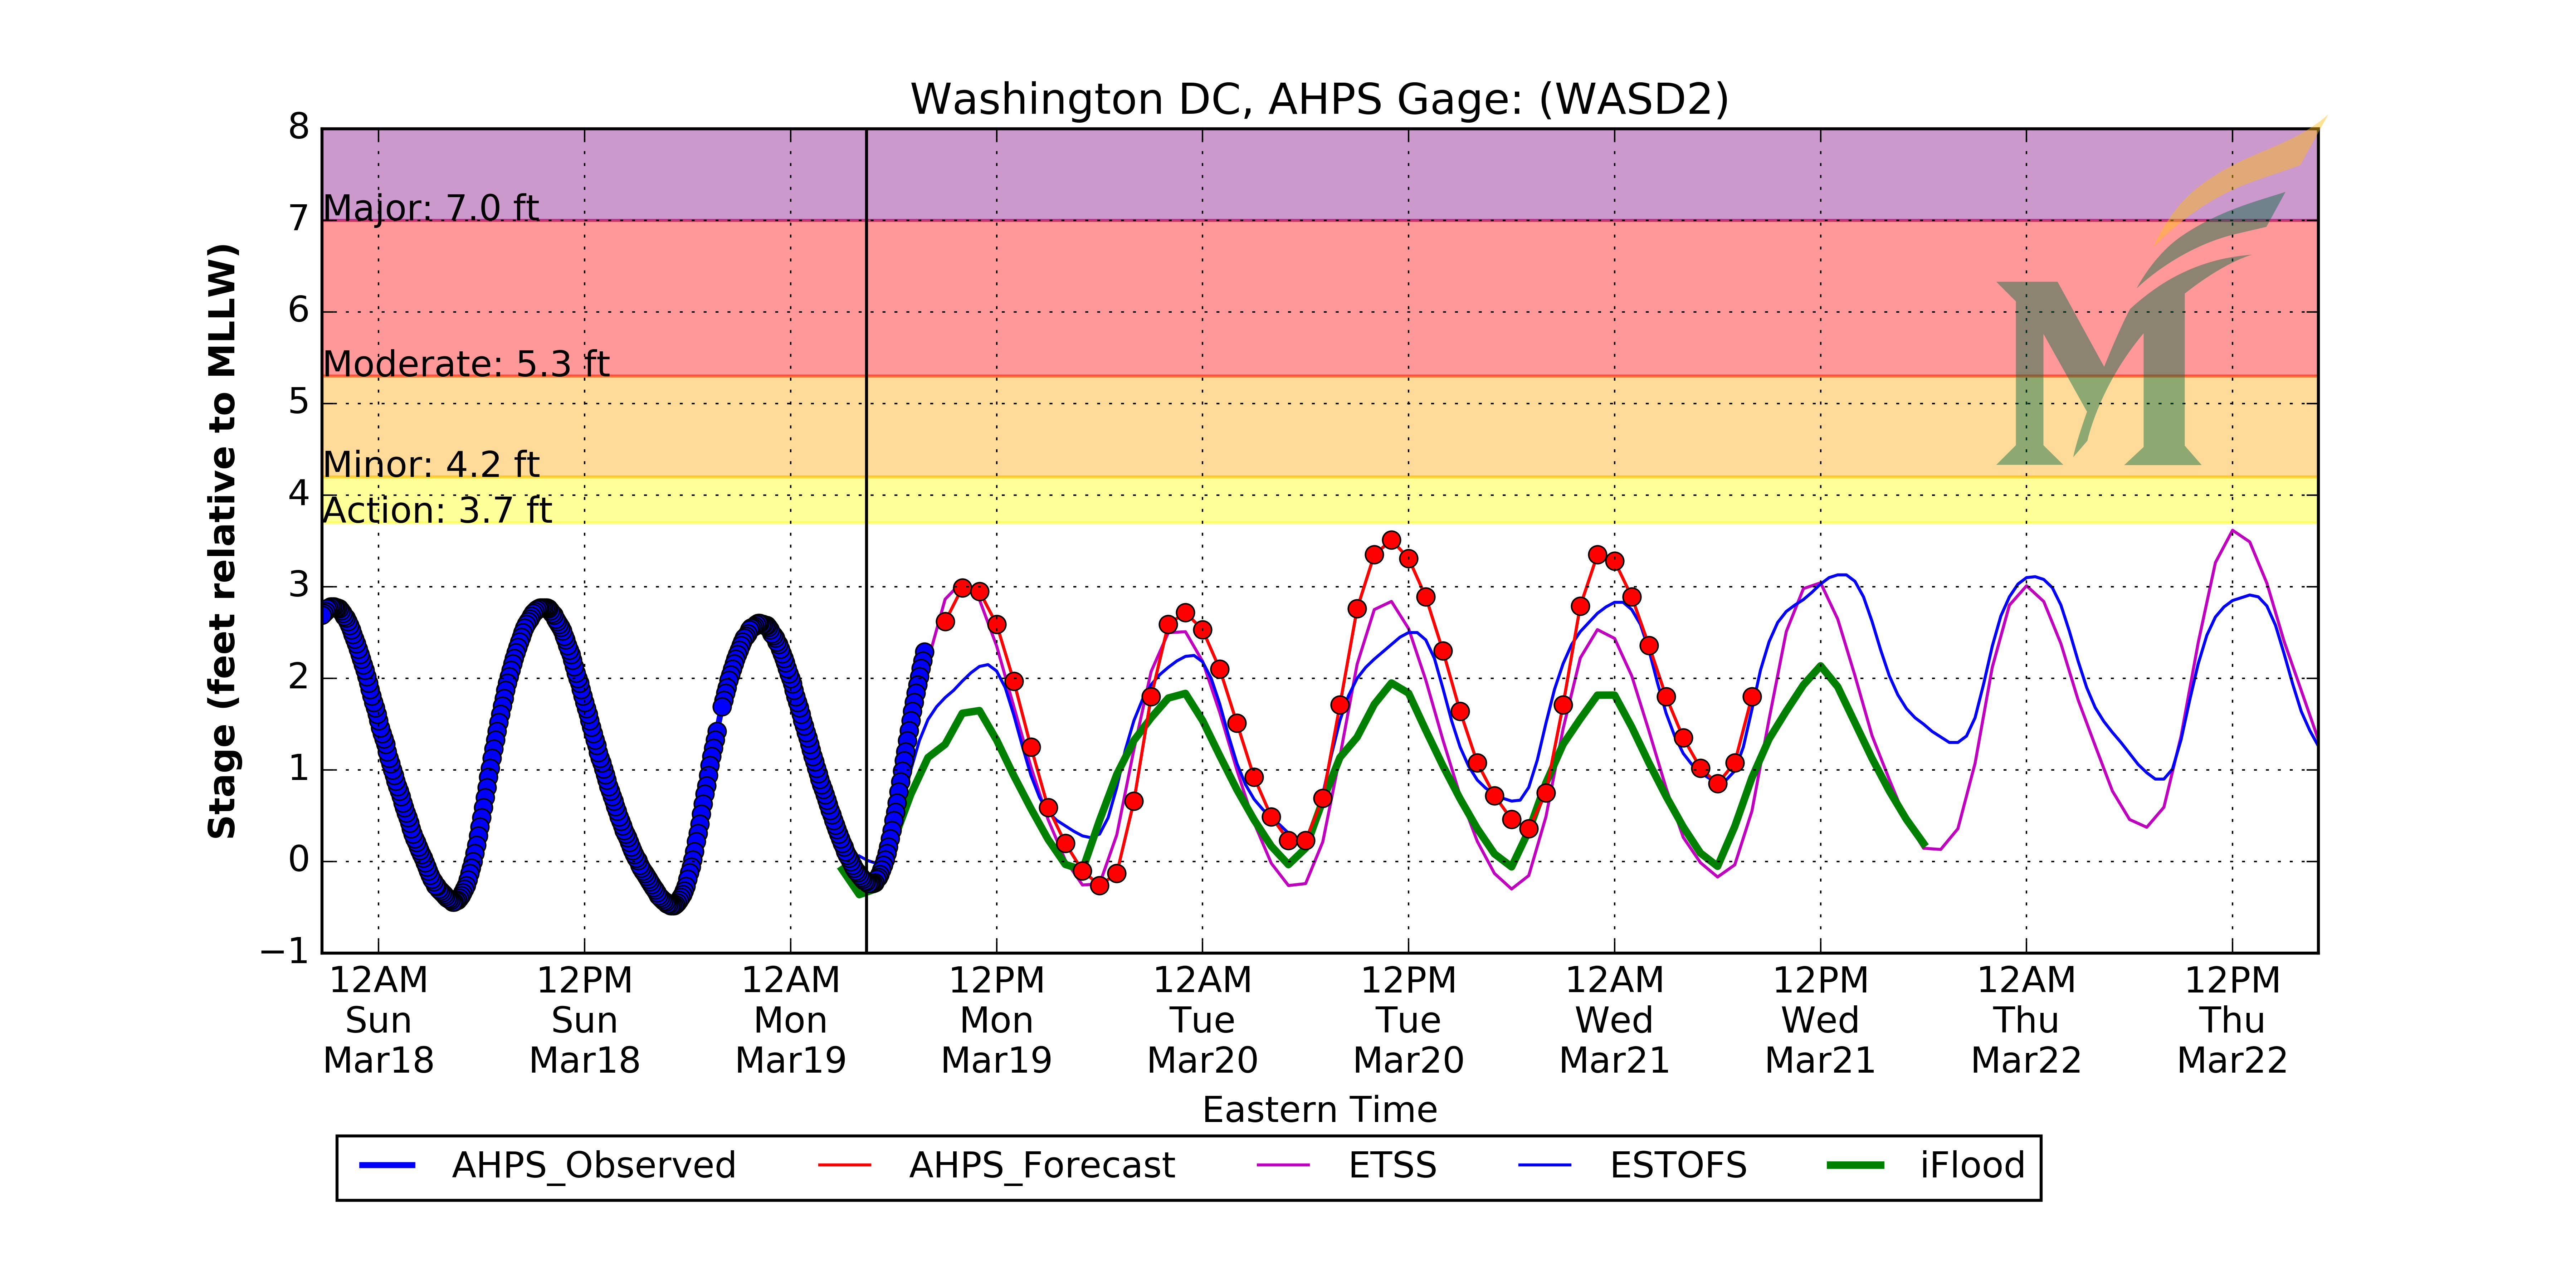 Washington DC, AHPS Gage: (WASD2)
8
7
6
5
4
3
2
1
0
−1
Stage (feet relative to MLLW)
Major: 7.0 ft
Moderate: 5.3 ft
Minor: 4.2 ft
Action: 3.7 ft
M
12AM 12PM 12AM 12PM 12AM 12PM 12AM 12PM 12AM 12PM
Sun Sun Mon Mon Tue Tue Wed Wed Thu Thu
Mar18 Mar18 Mar19 Mar19 Mar20 Mar20 Mar21 Mar21 Mar22 Mar22
Eastern Time
AHPS_Observed AHPS_Forecast ETSS ESTOFS iFlood